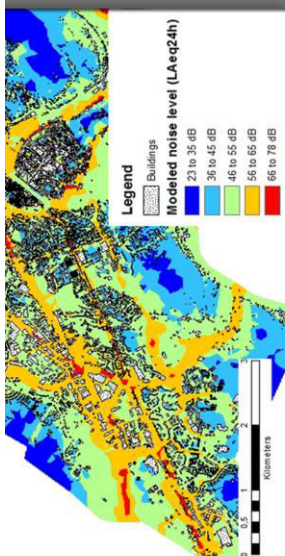 Legend
Buildings
Modeled noise level (LAeq24h)
23 to 35 dB
36 to 45 dB
46 to 55 dB
56 to 65 dB
66 to 78 dB
0 0.5 1 2 3
Kilometers